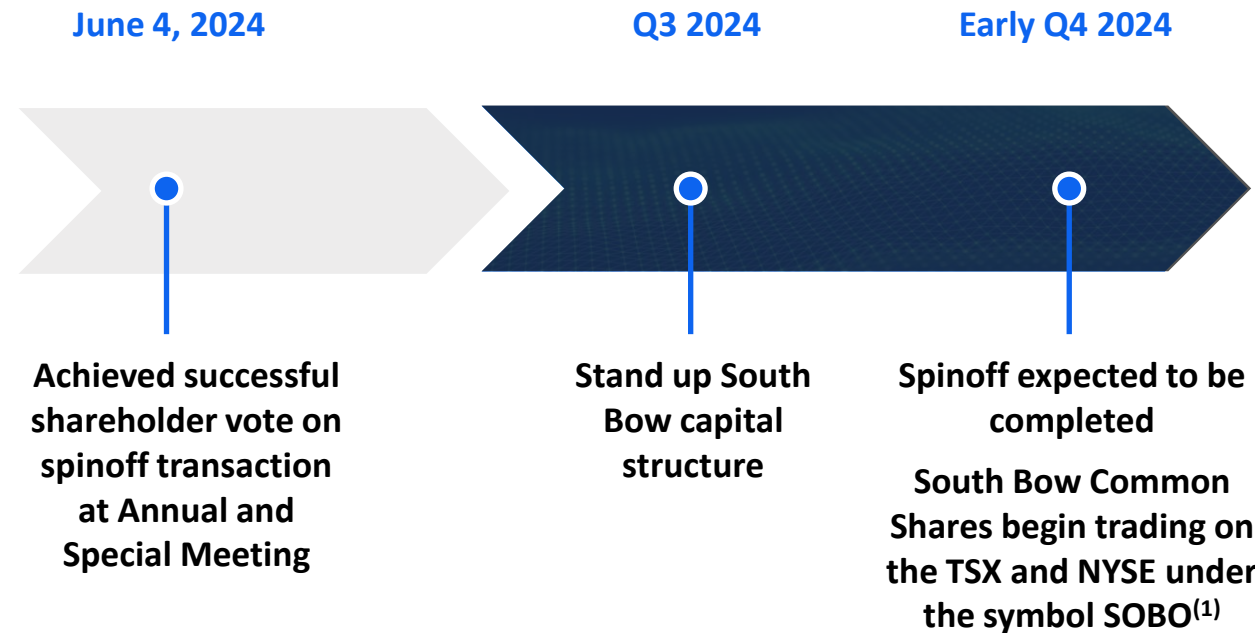 June 4, 2024
Q3 2024
Early Q4 2024
Achieved successful
shareholder vote on
spinoff transaction
at Annual and
Special Meeting
Stand up South
Bow capital
structure
Spinoff expected to be
completed
South Bow Common
Shares begin trading on
the TSX and NYSE under
the symbol SOBO(1)